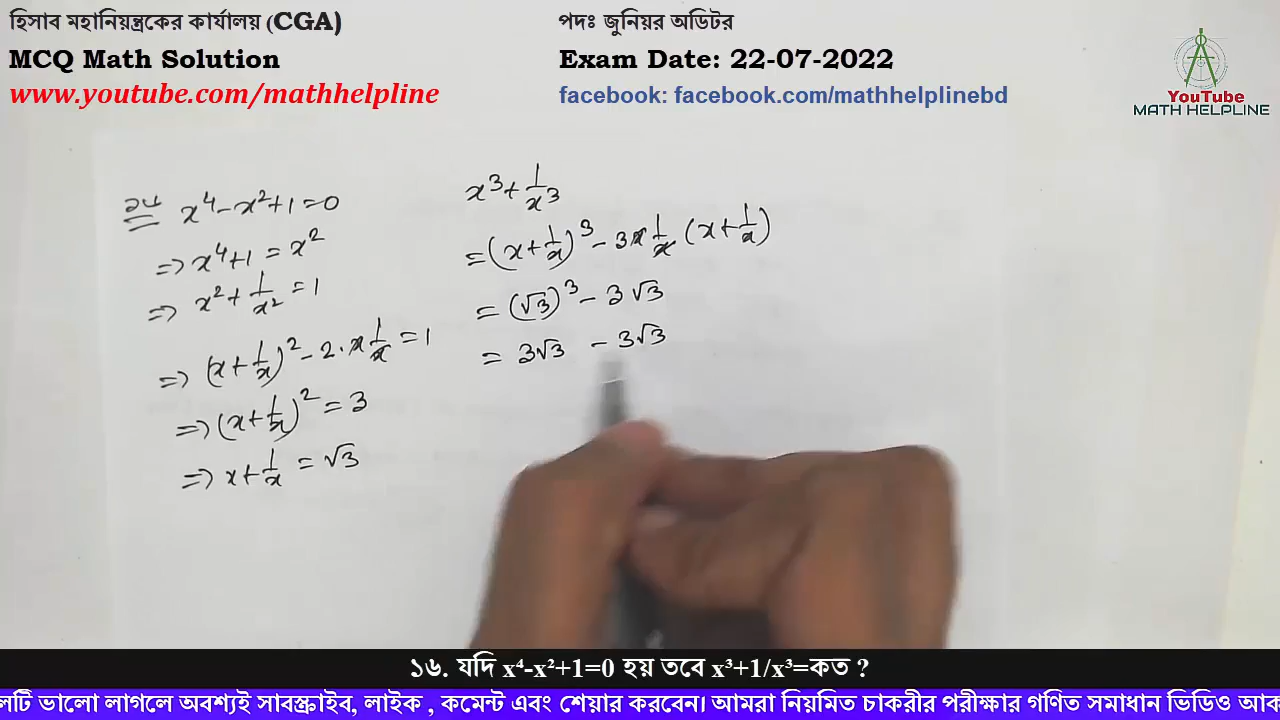 হিসাব মহানিয়ন্ত্রকের কার্যালয় (CGA)
পদঃ জুনিয়র অডিটর
MCQ Math Solution
Exam Date: 22-07-2022
www.youtube.com/mathhelpline
facebook: facebook.com/mathhelplinebd
YouTube
MATH HELPLINE
x⁴-x²+1=0
=> x⁴+1=x²
=> x²+1/x²=1
=> (x+1/x)²-2·x 1/x=1
=> (x+1/x)²=3
=> x+1/x=√3
x³+1/x³
=(x+1/x)³-3x 1/x (x+1/x)
=(√3)³-3√3
=3√3 -3√3
১৬. যদি x⁴-x²+1=0 হয় তবে x³+1/x³=কত ?
লটি ভালো লাগলে অবশ্যই সাবস্ক্রাইব, লাইক , কমেন্ট এবং শেয়ার করবেন। আমরা নিয়মিত চাকরীর পরীক্ষার গণিত সমাধান ভিডিও আক